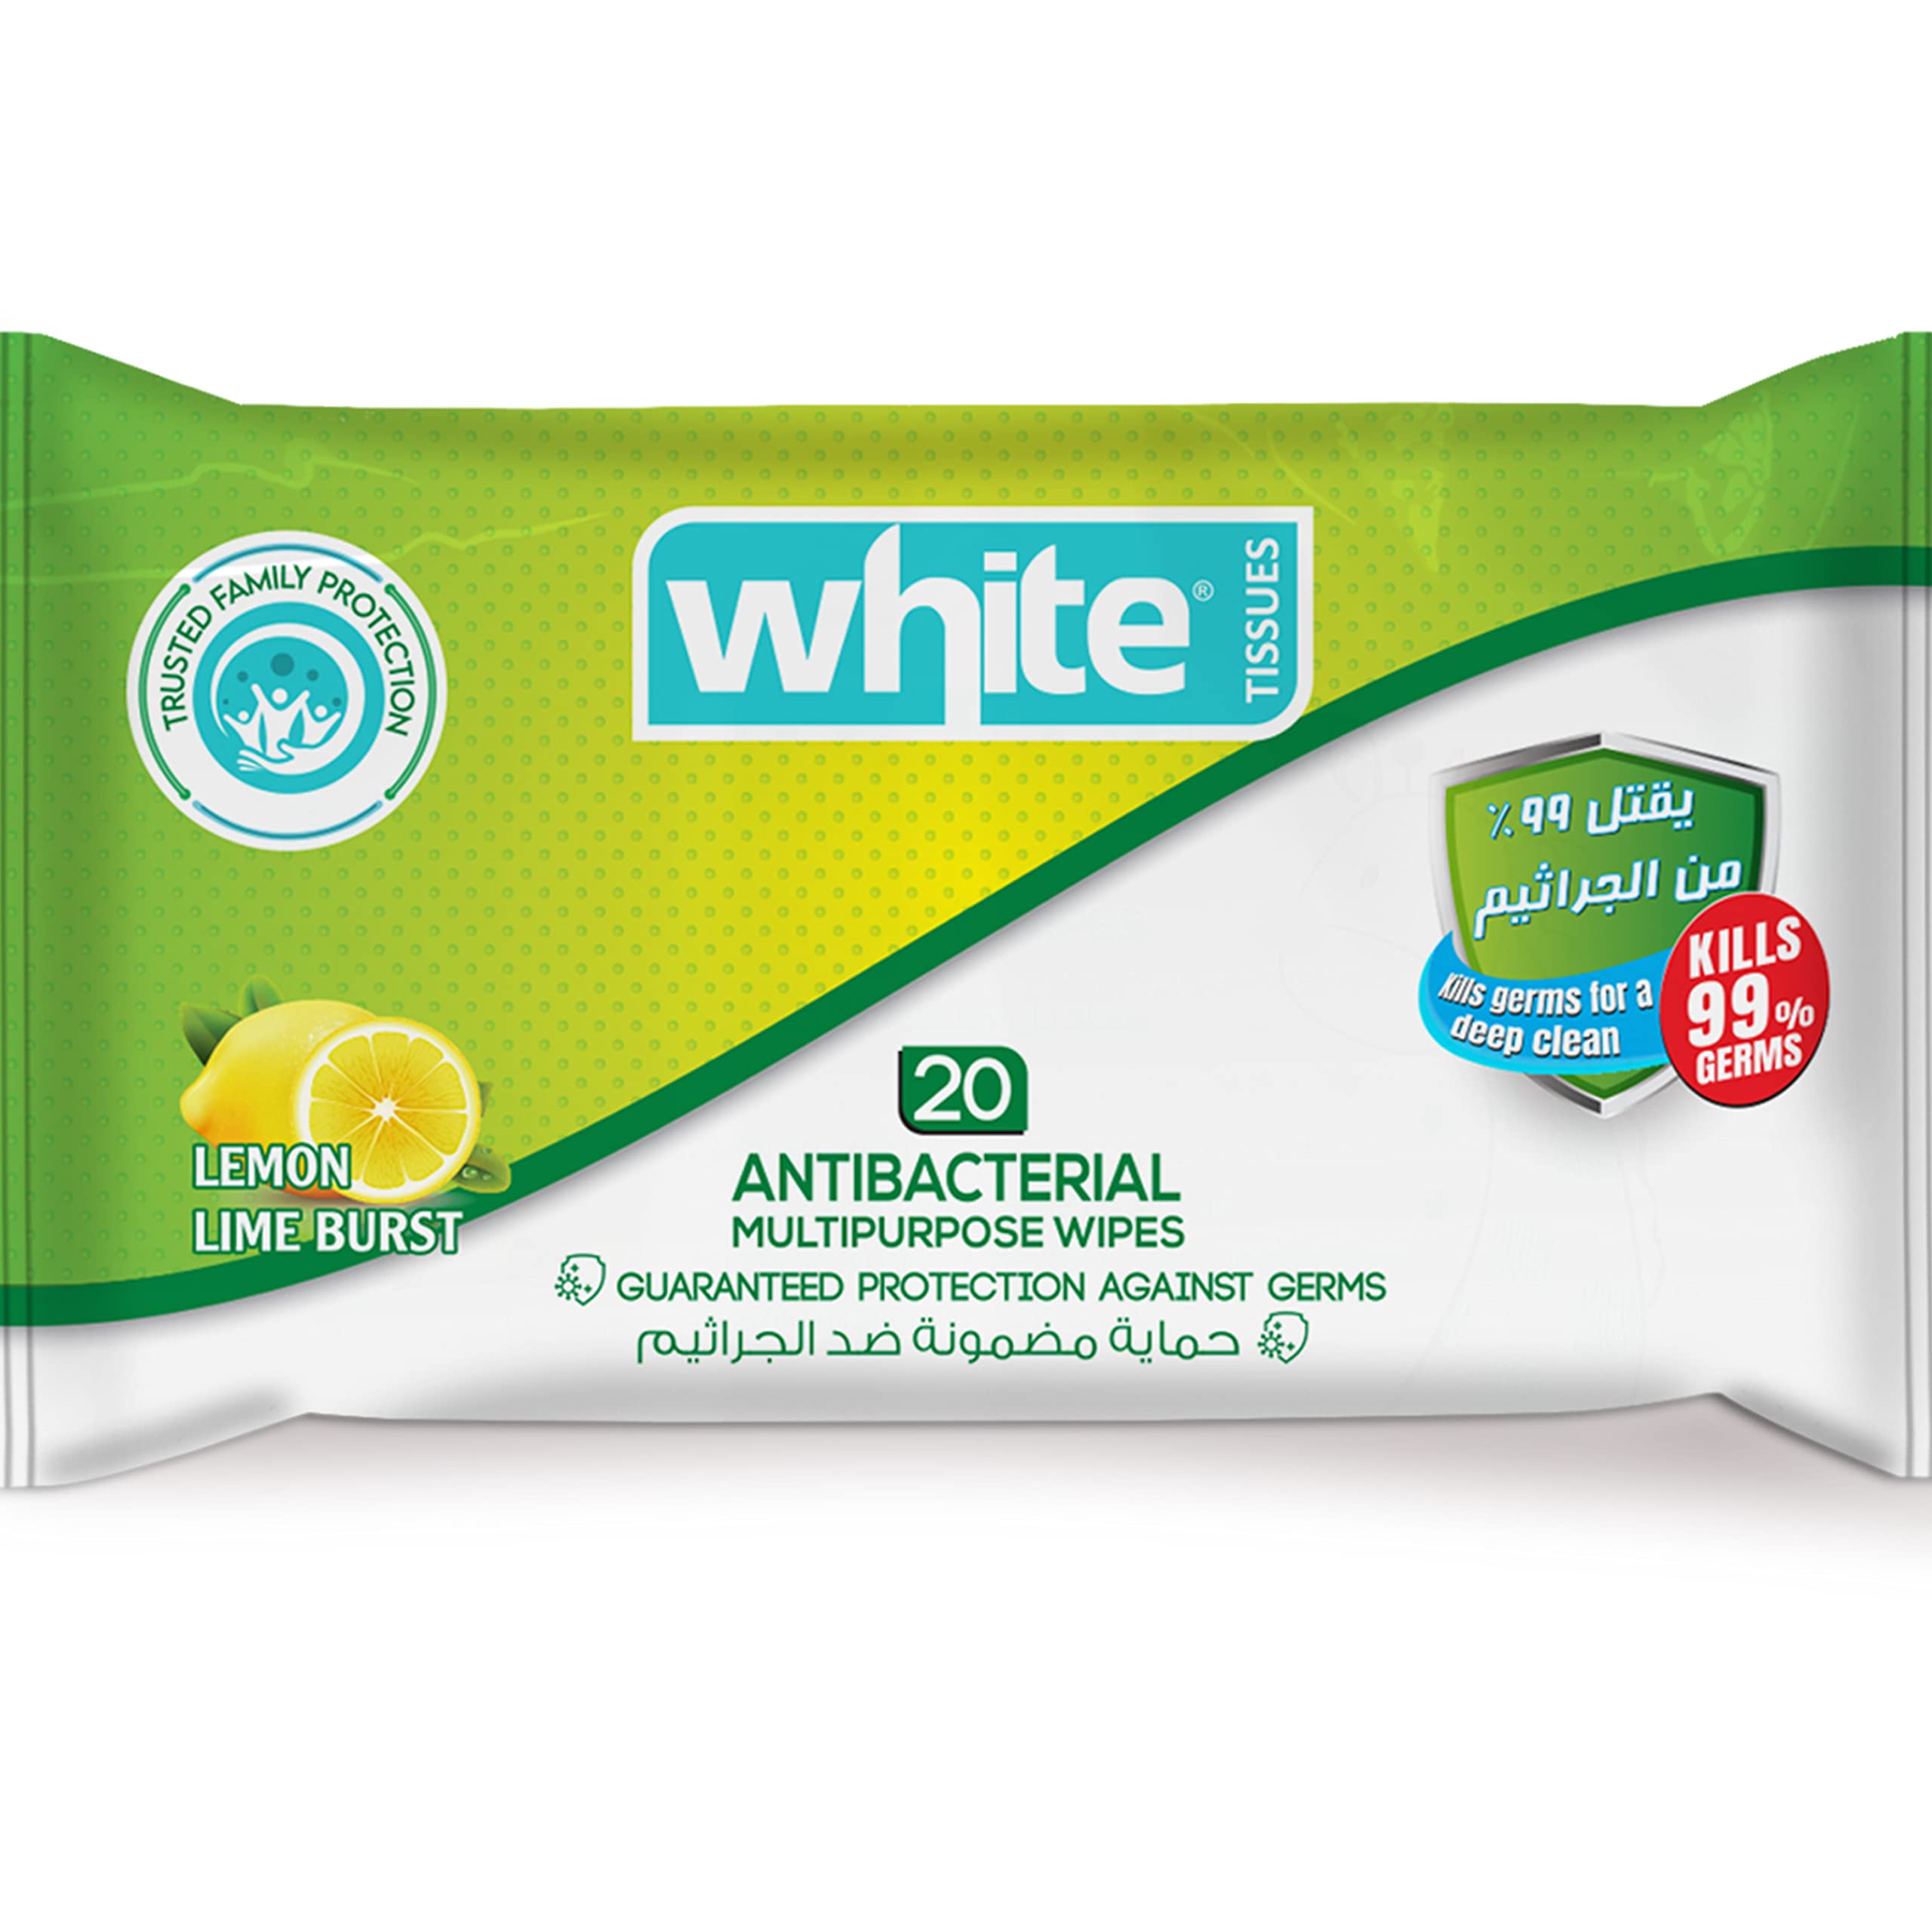 TRUSTED FAMILY PROTECTION
white®
TISSUES
يقتل ٩٩٪
من الجراثيم
Kills germs for a
deep clean
KILLS
99%
GERMS
LEMON
LIME BURST
20
ANTIBACTERIAL
MULTIPURPOSE WIPES
GUARANTEED PROTECTION AGAINST GERMS
حماية مضمونة ضد الجراثيم